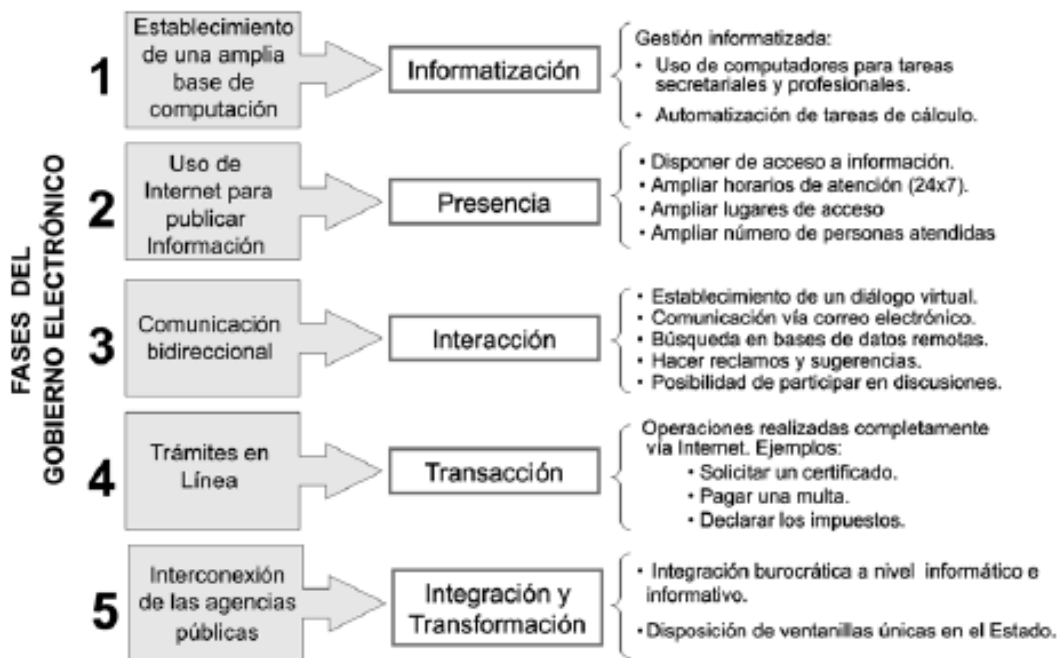 FASES DEL
GOBIERNO ELECTRÓNICO
1
Establecimiento
de una amplia
base de
computación
Informatización
Gestión informatizada:
• Uso de computadores para tareas
secretariales y profesionales.
• Automatización de tareas de cálculo.
2
Uso de
Internet para
publicar
Información
Presencia
• Disponer de acceso a información.
• Ampliar horarios de atención (24x7).
• Ampliar lugares de acceso
• Ampliar número de personas atendidas
3
Comunicación
bidireccional
Interacción
• Establecimiento de un diálogo virtual.
• Comunicación vía correo electrónico.
• Búsqueda en bases de datos remotas.
• Hacer reclamos y sugerencias.
• Posibilidad de participar en discusiones.
4
Trámites en
Línea
Transacción
Operaciones realizadas completamente
vía Internet. Ejemplos:
• Solicitar un certificado.
• Pagar una multa.
• Declarar los impuestos.
5
Interconexión
de las agencias
públicas
Integración y
Transformación
• Integración burocrática a nivel informático e
informativo.
• Disposición de ventanillas únicas en el Estado.